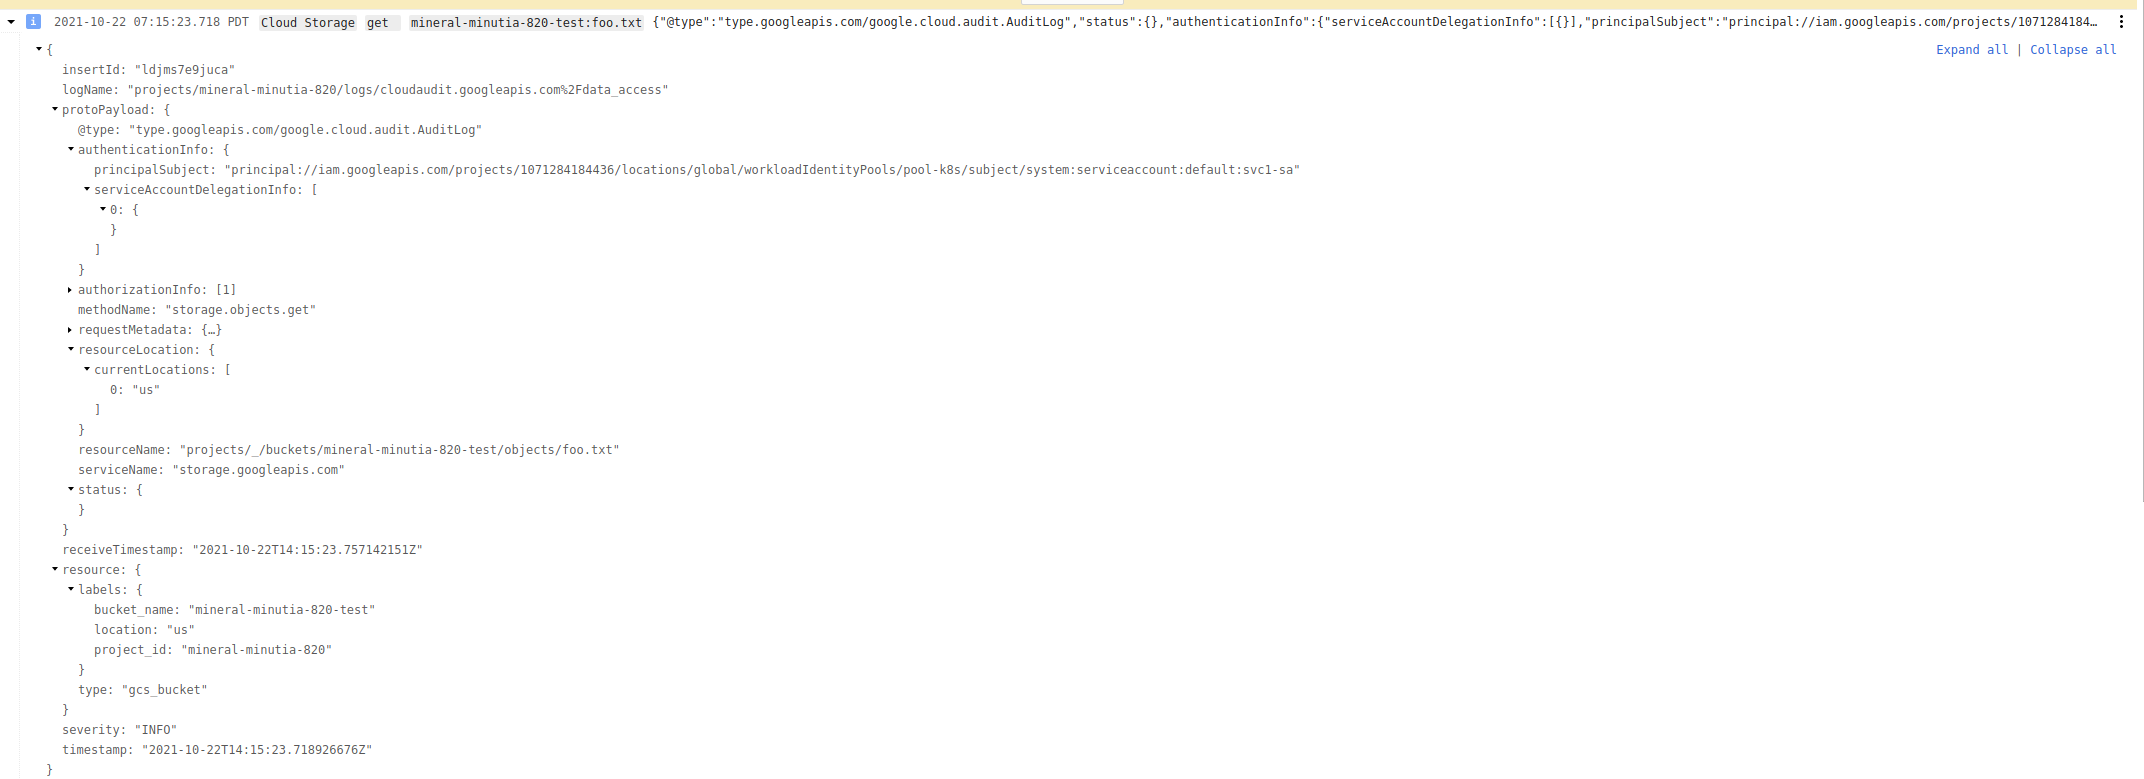 2021-10-22 07:15:23.718 PDT Cloud Storage get mineral-minutia-820-test:foo.txt {"@type":"type.googleapis.com/google.cloud.audit.AuditLog","status":{},"authenticationInfo":{"serviceAccountDelegationInfo":[{}],"principalSubject":"principal://iam.googleapis.com/projects/1071284184…
{ Expand all | Collapse all
insertId: "ldjms7e9juca"
logName: "projects/mineral-minutia-820/logs/cloudaudit.googleapis.com%2Fdata_access"
protoPayload: {
@type: "type.googleapis.com/google.cloud.audit.AuditLog"
authenticationInfo: {
principalSubject: "principal://iam.googleapis.com/projects/1071284184436/locations/global/workloadIdentityPools/pool-k8s/subject/system:serviceaccount:default:svc1-sa"
serviceAccountDelegationInfo: [
0: {
}
]
}
authorizationInfo: [1]
methodName: "storage.objects.get"
requestMetadata: {…}
resourceLocation: {
currentLocations: [
0: "us"
]
}
resourceName: "projects/_/buckets/mineral-minutia-820-test/objects/foo.txt"
serviceName: "storage.googleapis.com"
status: {
}
}
receiveTimestamp: "2021-10-22T14:15:23.757142151Z"
resource: {
labels: {
bucket_name: "mineral-minutia-820-test"
location: "us"
project_id: "mineral-minutia-820"
}
type: "gcs_bucket"
}
severity: "INFO"
timestamp: "2021-10-22T14:15:23.718926676Z"
}